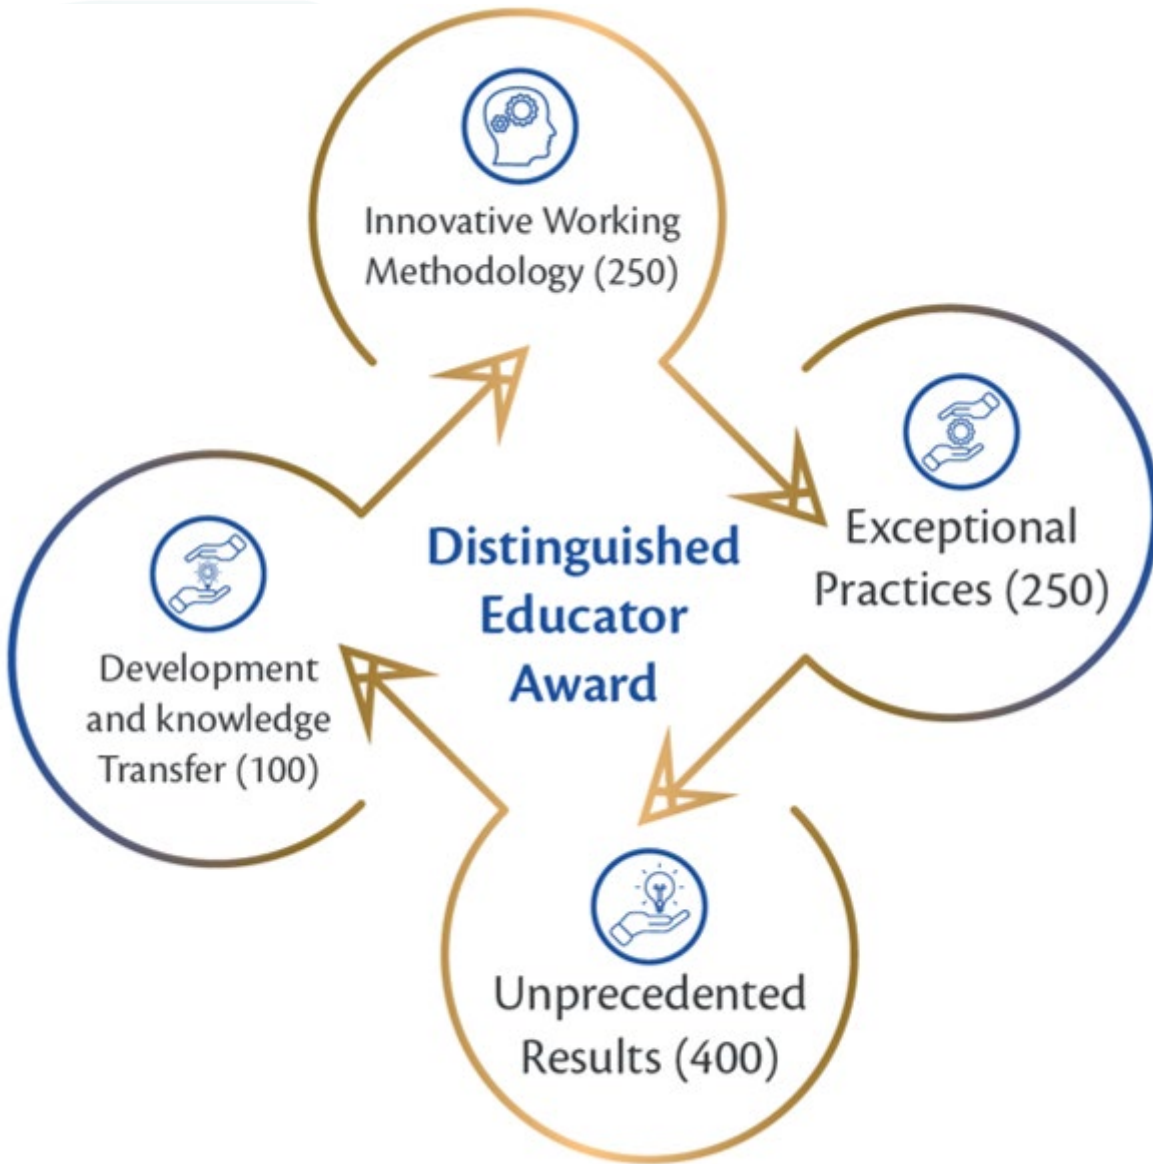 Innovative Working
Methodology (250)
Exceptional
Practices (250)
Distinguished
Educator
Award
Development
and knowledge
Transfer (100)
Unprecedented
Results (400)